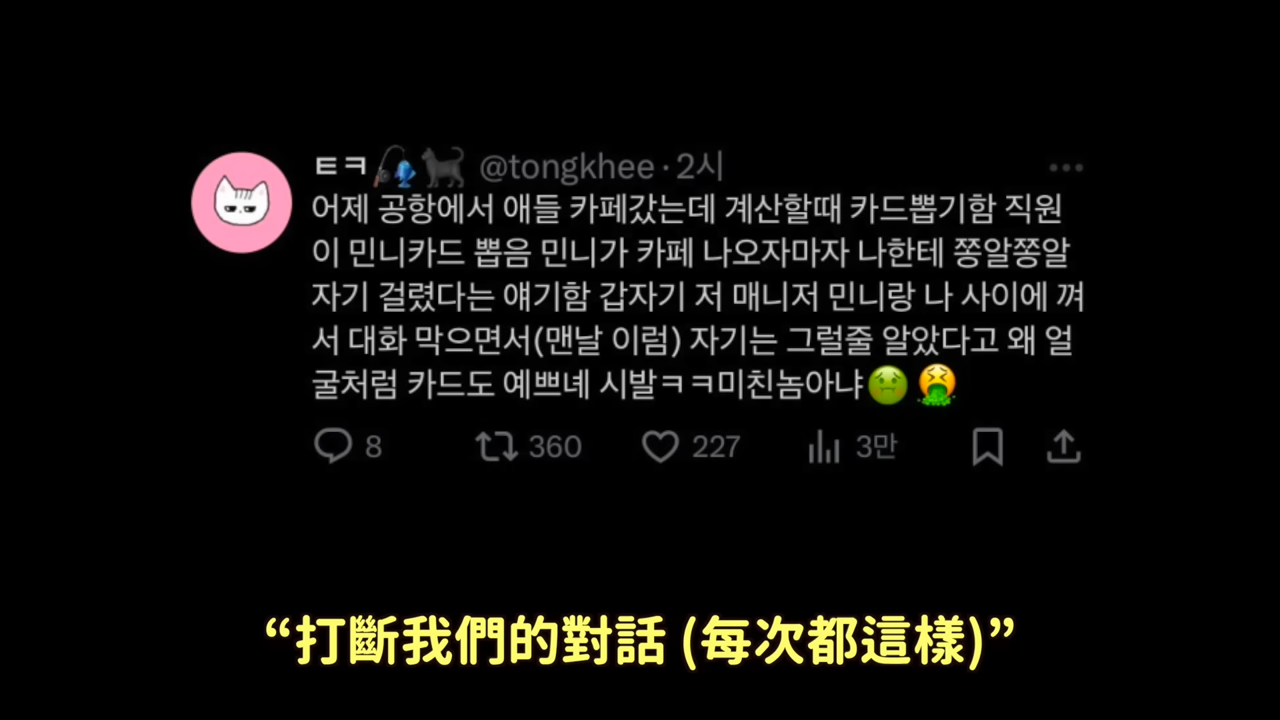 ㅌㅋ🎣🐈‍⬛ @tongkhee · 2시
어제 공항에서 애들 카페갔는데 계산할때 카드뽑기함 직원
이 민니카드 뽑음 민니가 카페 나오자마자 나한테 쫑알쫑알
자기 걸렸다는 얘기함 갑자기 저 매니저 민니랑 나 사이에 껴
서 대화 막으면서(맨날 이럼) 자기는 그럴줄 알았다고 왜 얼
굴처럼 카드도 예쁘녜 시발ㅋㅋ미친놈아냐🤢🤮
8 360 227 3만
“打斷我們的對話 (每次都這樣)”